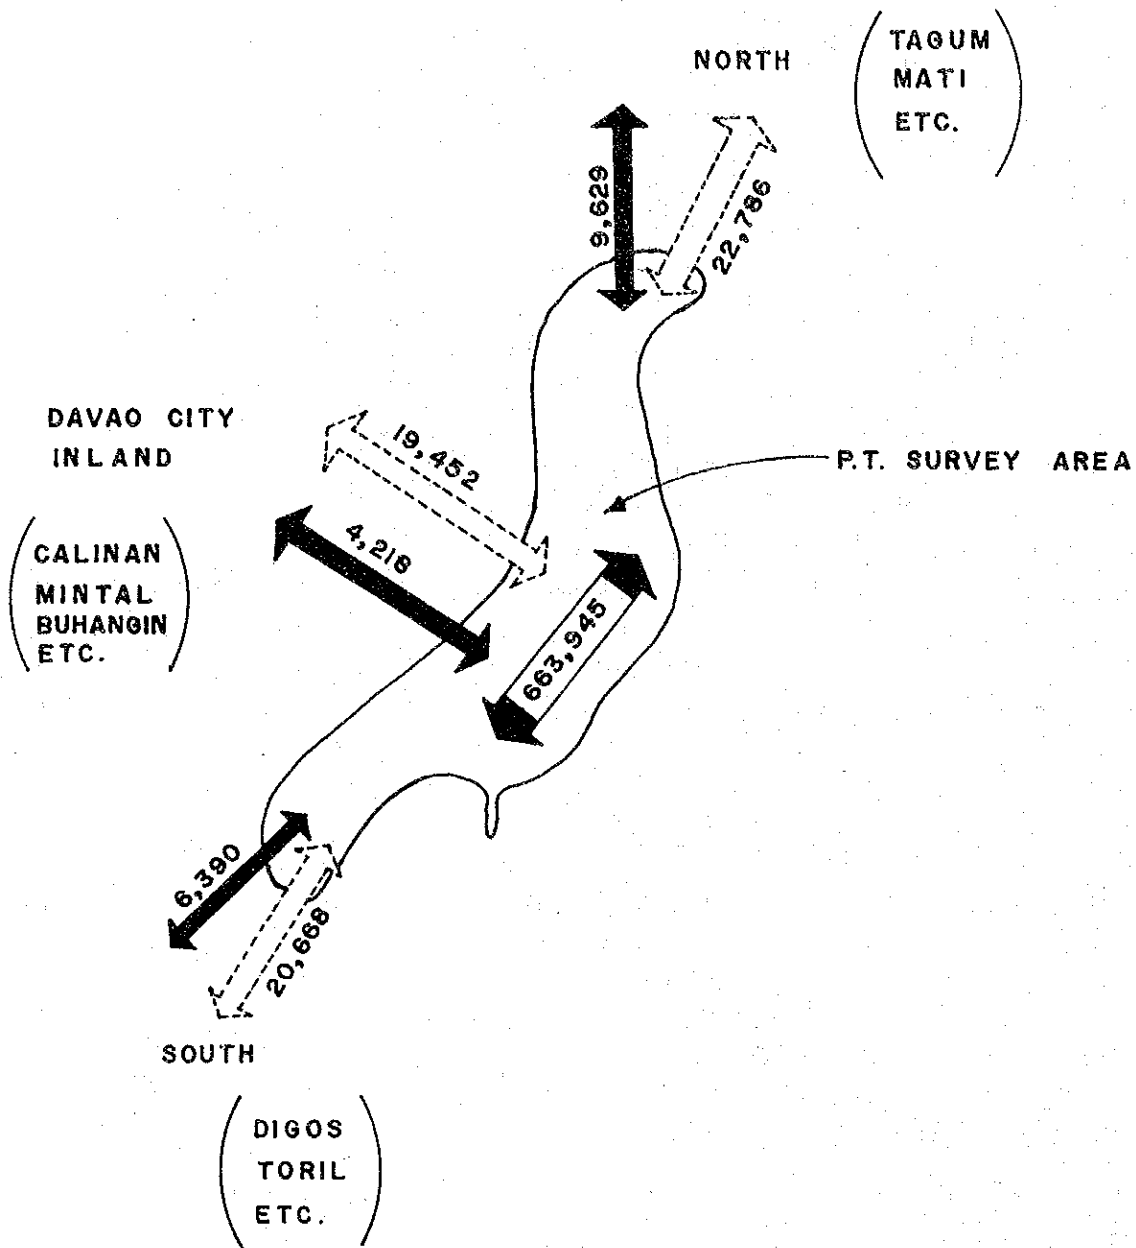 NORTH
TAGUM
MATI
ETC.
9,629
22,786
DAVAO CITY
INLAND
19,452
P.T. SURVEY AREA
CALINAN
MINTAL
BUHANGIN
ETC.
4,218
663,945
6,390
20,668
SOUTH
DIGOS
TORIL
ETC.